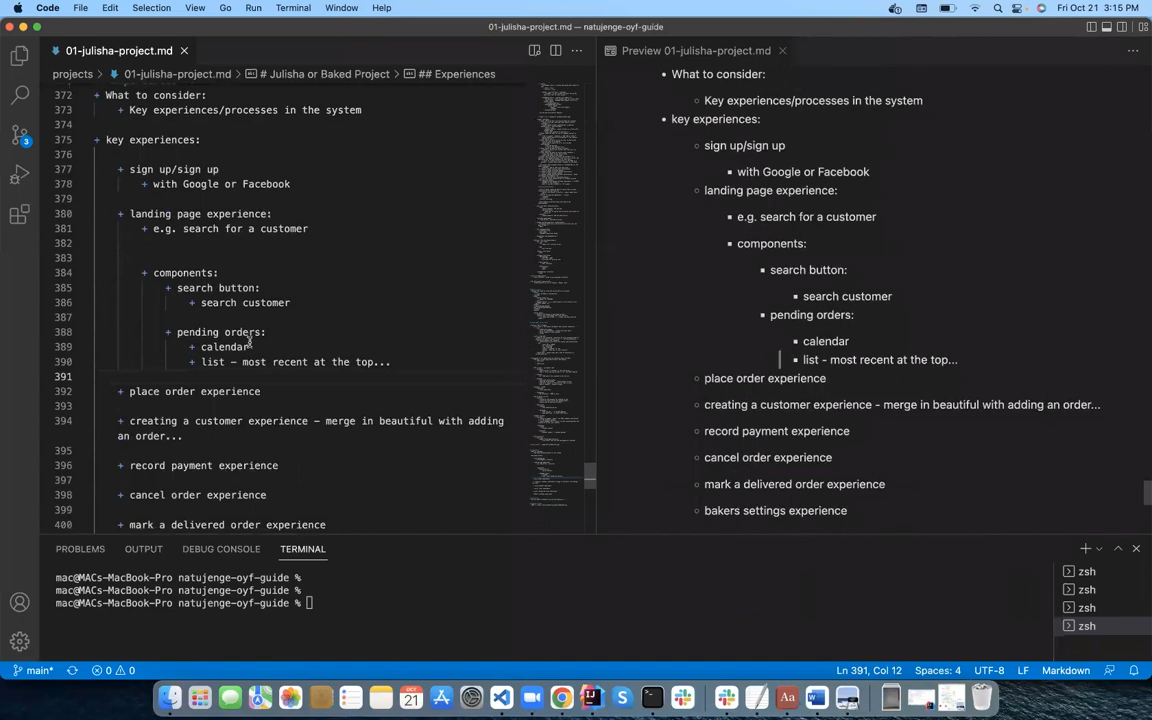 Code File Edit Selection View Go Run Terminal Window Help Fri Oct 21 3:15 PM
01-julisha-project.md — natujenge-oyf-guide
01-julisha-project.md
projects > 01-julisha-project.md > # Julisha or Baked Project > ## Experiences
372 + What to consider:
373 + Key experiences/processes in the system
374
375 + key experiences:
376
377 + sign up/sign up
378 + with Google or Facebook
379
380 + landing page experience:
381 + e.g. search for a customer
382
383
384 + components:
385 + search button:
386 + search customer
387
388 + pending orders:
389 + calendar
390 + list - most recent at the top...
391
392 + place order experience
393
394 + creating a customer experience - merge in beautiful with adding
an order...
395
396 + record payment experience
397
398 + cancel order experience
399
400 + mark a delivered order experience
Preview 01-julisha-project.md
What to consider:
Key experiences/processes in the system
key experiences:
sign up/sign up
with Google or Facebook
landing page experience:
e.g. search for a customer
components:
search button:
search customer
pending orders:
calendar
list - most recent at the top...
place order experience
creating a customer experience - merge in beautiful with adding an order...
record payment experience
cancel order experience
mark a delivered order experience
bakers settings experience
3
PROBLEMS OUTPUT DEBUG CONSOLE TERMINAL
mac@MACs-MacBook-Pro natujenge-oyf-guide %
mac@MACs-MacBook-Pro natujenge-oyf-guide %
mac@MACs-MacBook-Pro natujenge-oyf-guide %
zsh
zsh
zsh
zsh
main* 0 0 Ln 391, Col 12 Spaces: 4 UTF-8 LF Markdown
OCT
21
Aa